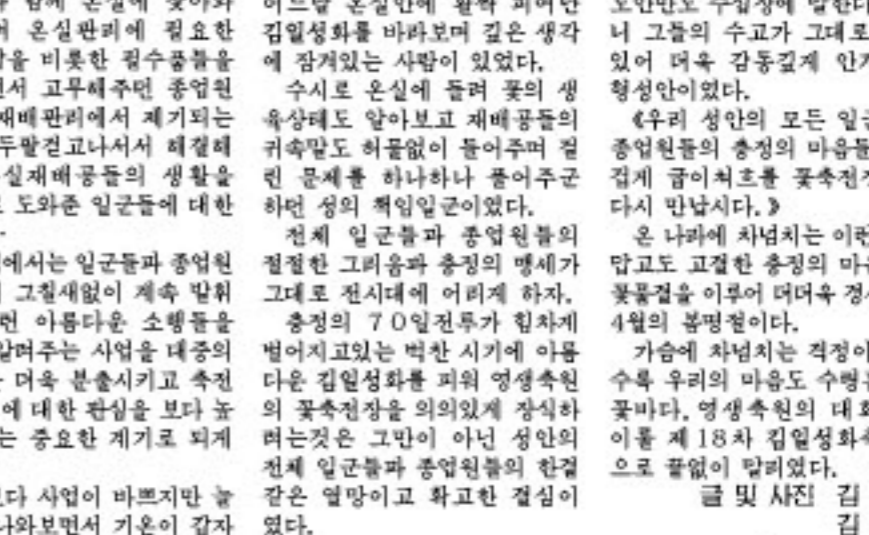 온실관리에 필요한
을 비롯한 필수품들을
서 고무해주던 종업원
재배관리에서 제기되는
두팔걷고나서서 해결해
실재배공들의 생활을
도와준 일군들에 대한
에서는 일군들과 종업원
그칠새없이 계속 발휘
런 아름다운 소행들을
알려주는 사업을 대중의
더욱 분출시키고 축전
에 대한 관심을 보다 높
는 중요한 계기로 되게
다 사업이 바쁘지만 늘
나와보면서 기온이 갑자
어느날 온실안에 활짝 피여난
김일성화를 바라보며 깊은 생각
에 잠겨있는 사람이 있었다.
수시로 온실에 들려 꽃의 생
육상태도 알아보고 재배공들의
귀속말도 허물없이 들어주며 걸
린 문제를 하나하나 풀어주군
하던 성의 책임일군이였다.
전체 일군들과 종업원들의
절절한 그리움과 충정의 맹세가
그대로 전시대에 어리게 하자.
충정의 70일전투가 힘차게
벌어지고있는 벅찬 시기에 아름
다운 김일성화를 피워 영생축원
의 꽃축전장을 의의있게 장식하
려는것은 그만이 아닌 성안의
전체 일군들과 종업원들의 한결
같은 열망이고 확고한 결심이
였다.
니 그들의 수고가 그대로
있어 더욱 감동깊게 안겨
형성안이였다.
《우리 성안의 모든 일군
종업원들의 충정의 마음들
겁게 굽이쳐흐를 꽃축전장
다시 만납시다.》
온 나라에 차넘치는 이런
답고도 고결한 충정의 마음
꽃물결을 이루어 더더욱 경사
4월의 봄명절이다.
가슴에 차넘치는 격정이
수록 우리의 마음도 수령
꽃바다, 영생축원의 대화
이룰 제18차 김일성화축
으로 끝없이 달리였다.
글 및 사진 김
김